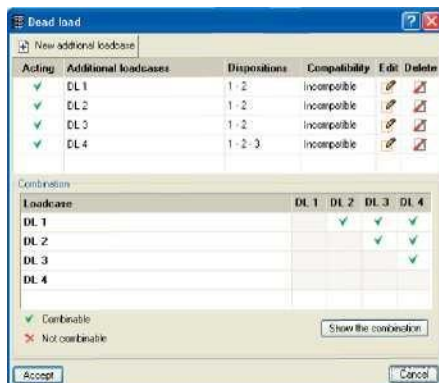 Dead load
New addtional loadcase
Acting Additional loadcases Dispositions Compatibility Edit Delete
DL 1 1 - 2 Incompatible
DL 2 1 - 2 Incompatible
DL 3 1 - 2 Incompatible
DL 4 1 - 2 - 3 Incompatible
Combination
Loadcase DL 1 DL 2 DL 3 DL 4
DL 1
DL 2
DL 3
DL 4
Combinable
Not combinable
Show the combination
Accept Cancel